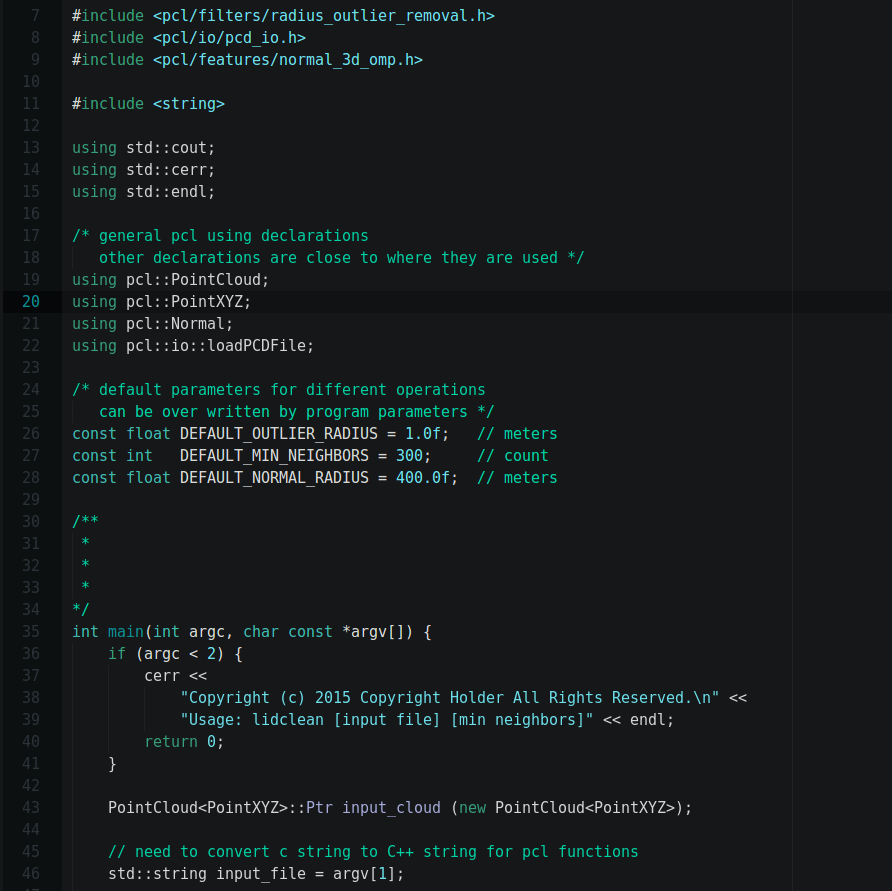 7 #include <pcl/filters/radius_outlier_removal.h>
8 #include <pcl/io/pcd_io.h>
9 #include <pcl/features/normal_3d_omp.h>
10
11 #include <string>
12
13 using std::cout;
14 using std::cerr;
15 using std::endl;
16
17 /* general pcl using declarations
18    other declarations are close to where they are used */
19 using pcl::PointCloud;
20 using pcl::PointXYZ;
21 using pcl::Normal;
22 using pcl::io::loadPCDFile;
23
24 /* default parameters for different operations
25    can be over written by program parameters */
26 const float DEFAULT_OUTLIER_RADIUS = 1.0f;   // meters
27 const int   DEFAULT_MIN_NEIGHBORS = 300;     // count
28 const float DEFAULT_NORMAL_RADIUS = 400.0f;  // meters
29
30 /**
31  *
32  *
33  *
34 */
35 int main(int argc, char const *argv[]) {
36     if (argc < 2) {
37         cerr <<
38             "Copyright (c) 2015 Copyright Holder All Rights Reserved.\n" <<
39             "Usage: lidclean [input file] [min neighbors]" << endl;
40         return 0;
41     }
42
43     PointCloud<PointXYZ>::Ptr input_cloud (new PointCloud<PointXYZ>);
44
45     // need to convert c string to C++ string for pcl functions
46     std::string input_file = argv[1];